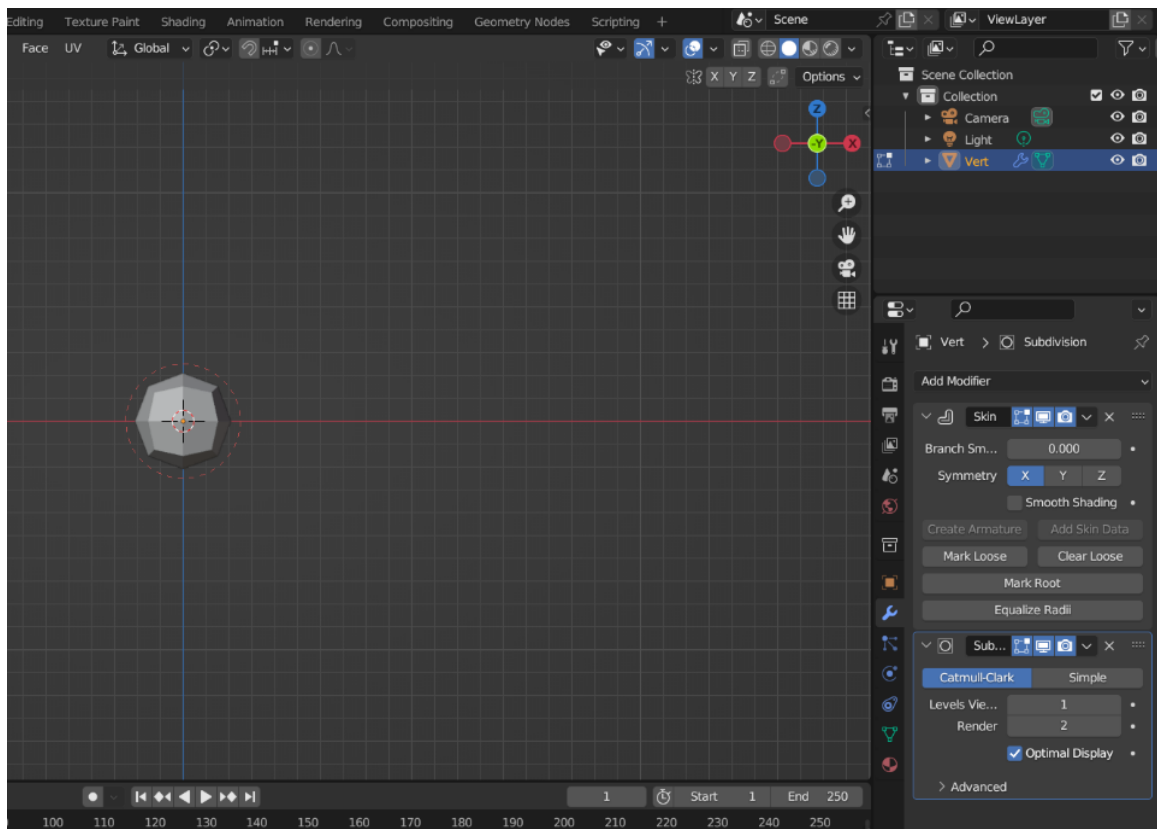 Editing Texture Paint Shading Animation Rendering Compositing Geometry Nodes Scripting + Scene ViewLayer
Face UV Global
X Y Z Options
Z
-Y X
Scene Collection
Collection
Camera
Light
Vert
Vert > Subdivision
Add Modifier
Skin
Branch Sm... 0.000
Symmetry X Y Z
Smooth Shading
Create Armature Add Skin Data
Mark Loose Clear Loose
Mark Root
Equalize Radii
Sub...
Catmull-Clark Simple
Levels Vie... 1
Render 2
Optimal Display
> Advanced
1 Start 1 End 250
100 110 120 130 140 150 160 170 180 190 200 210 220 230 240 250